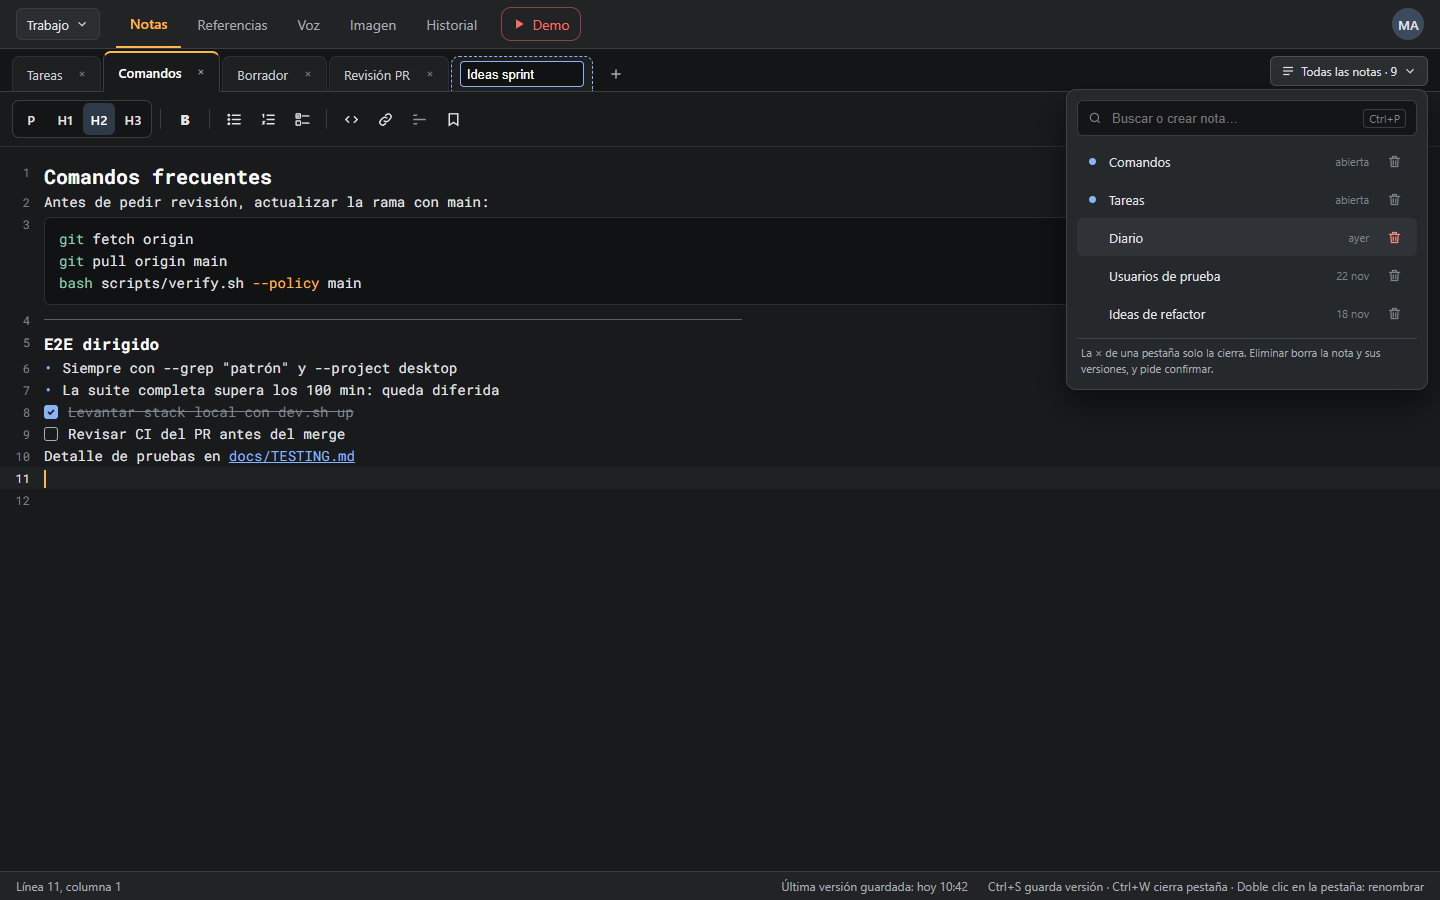 Trabajo Notas Referencias Voz Imagen Historial Demo MA
Tareas × Comandos × Borrador × Revisión PR × Ideas sprint + Todas las notas · 9
P H1 H2 H3 B
Buscar o crear nota... Ctrl+P
Comandos abierta
Tareas abierta
Diario ayer
Usuarios de prueba 22 nov
Ideas de refactor 18 nov
La × de una pestaña solo la cierra. Eliminar borra la nota y sus
versiones, y pide confirmar.
1 Comandos frecuentes
2 Antes de pedir revisión, actualizar la rama con main:
3 git fetch origin
git pull origin main
bash scripts/verify.sh --policy main
4
5 E2E dirigido
6 • Siempre con --grep "patrón" y --project desktop
7 • La suite completa supera los 100 min: queda diferida
8 Levantar stack local con dev.sh up
9 Revisar CI del PR antes del merge
10 Detalle de pruebas en docs/TESTING.md
11
12
Línea 11, columna 1 Última versión guardada: hoy 10:42 Ctrl+S guarda versión · Ctrl+W cierra pestaña · Doble clic en la pestaña: renombrar